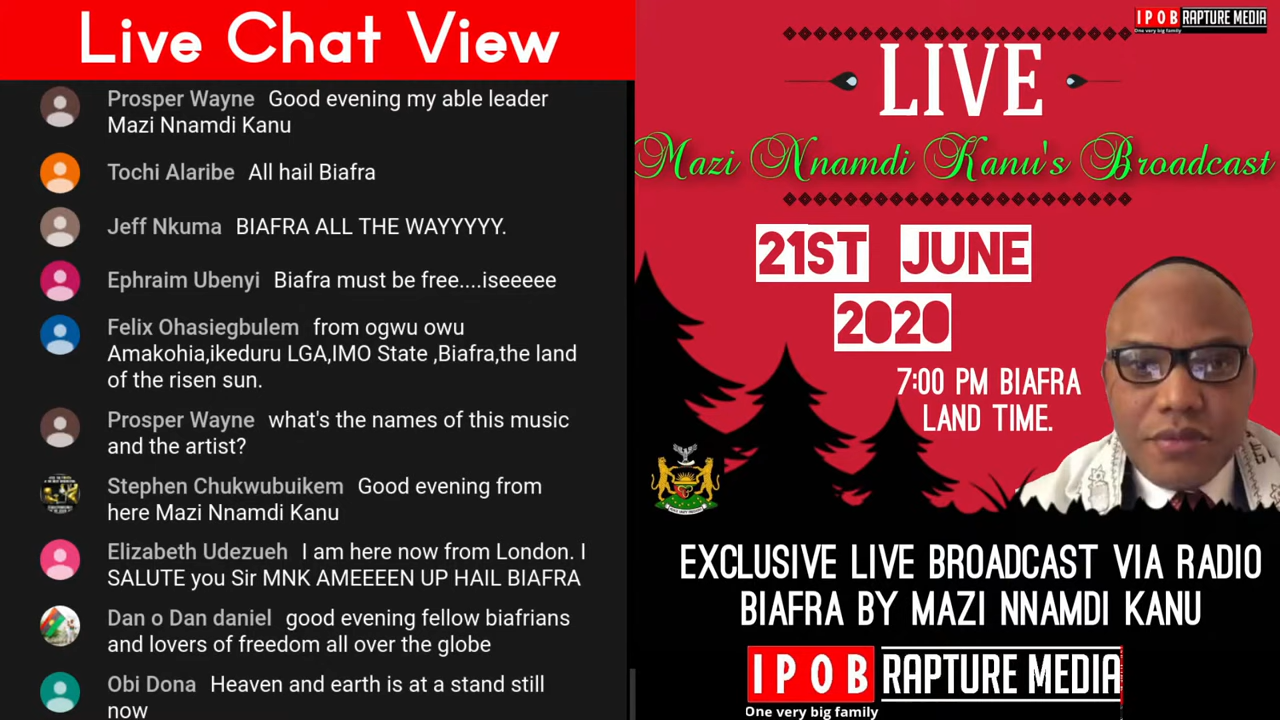 Live Chat View
Prosper Wayne Good evening my able leader
Mazi Nnamdi Kanu
Tochi Alaribe All hail Biafra
Jeff Nkuma BIAFRA ALL THE WAYYYYY.
Ephraim Ubenyi Biafra must be free....iseeeee
Felix Ohasiegbulem from ogwu owu
Amakohia,ikeduru LGA,IMO State ,Biafra,the land
of the risen sun.
Prosper Wayne what's the names of this music
and the artist?
Stephen Chukwubuikem Good evening from
here Mazi Nnamdi Kanu
Elizabeth Udezueh I am here now from London. I
SALUTE you Sir MNK AMEEEEN UP HAIL BIAFRA
Dan o Dan daniel good evening fellow biafrians
and lovers of freedom all over the globe
Obi Dona Heaven and earth is at a stand still
now
IPOB RAPTURE MEDIA
One very big family
LIVE
Mazi Nnamdi Kanu's Broadcast
21ST JUNE
2020
7:00 PM BIAFRA
LAND TIME.
EXCLUSIVE LIVE BROADCAST VIA RADIO
BIAFRA BY MAZI NNAMDI KANU
IPOB RAPTURE MEDIA
One very big family